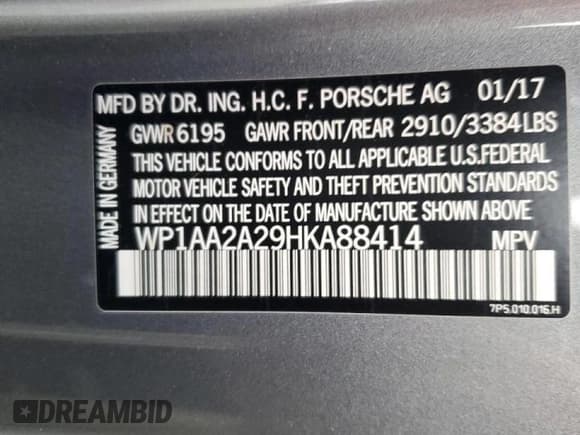 MFD BY DR. ING. H.C. F. PORSCHE AG 01/17
GVWR 6195 GAWR FRONT/REAR 2910/3384LBS
THIS VEHICLE CONFORMS TO ALL APPLICABLE U.S.FEDERAL
MOTOR VEHICLE SAFETY AND THEFT PREVENTION STANDARDS
IN EFFECT ON THE DATE OF MANUFACTURE SHOWN ABOVE.
WP1AA2A29HKA88414 MPV
MADE IN GERMANY
7P5.010.016.H
DREAMBID